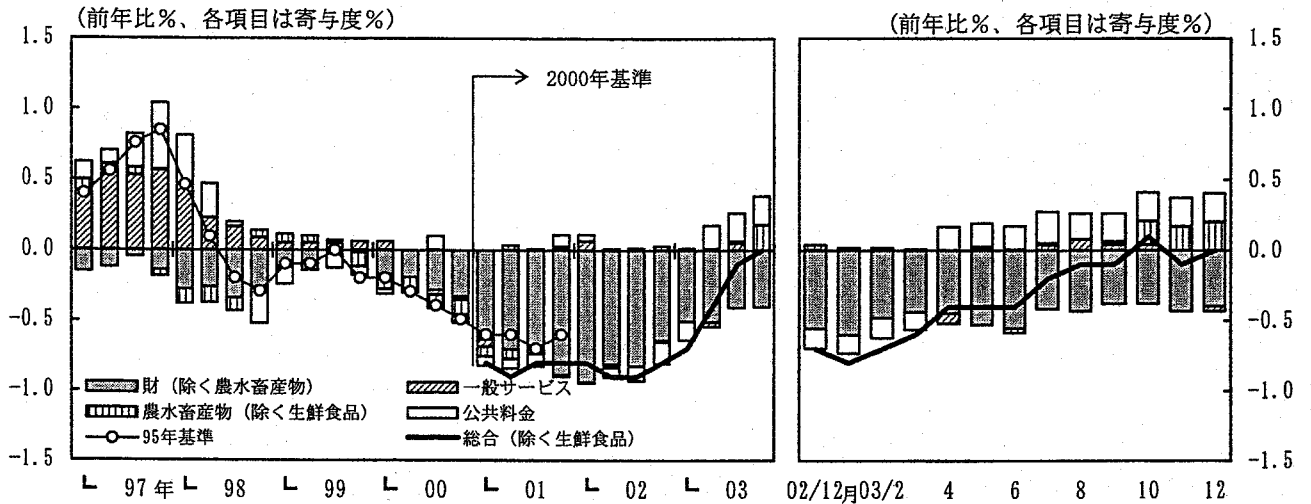 (前年比%、各項目は寄与度%)
(前年比%、各項目は寄与度%)
1.5
1.0
0.5
0.0
-0.5
-1.0
-1.5
2000年基準
財(除く農水畜産物)
一般サービス
農水畜産物(除く生鮮食品)
公共料金
95年基準
総合(除く生鮮食品)
97年 98 99 00 01 02 03
1.5
1.0
0.5
0.0
-0.5
-1.0
-1.5
02/12月03/2 4 6 8 10 12